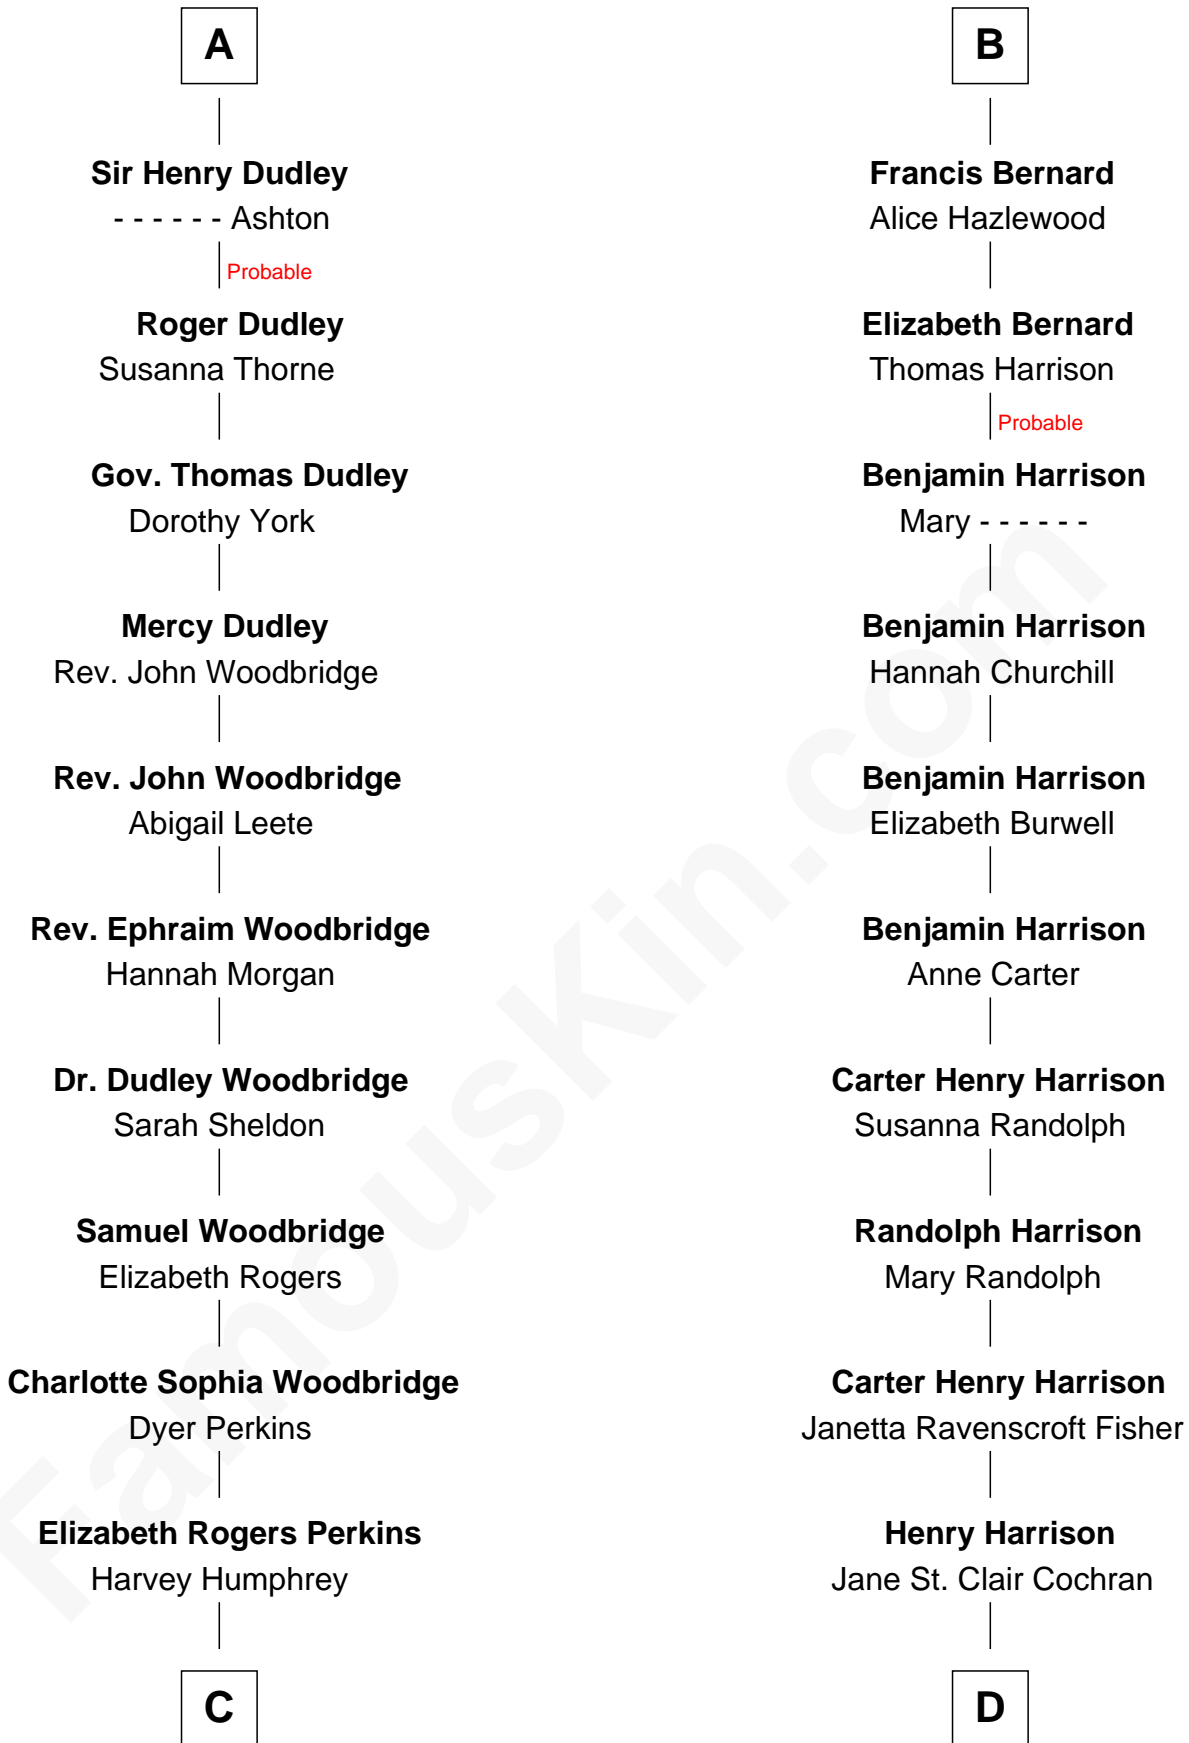 A
Sir Henry Dudley
- - - - - - Ashton
Probable
Roger Dudley
Susanna Thorne
Gov. Thomas Dudley
Dorothy York
Mercy Dudley
Rev. John Woodbridge
Rev. John Woodbridge
Abigail Leete
Rev. Ephraim Woodbridge
Hannah Morgan
Dr. Dudley Woodbridge
Sarah Sheldon
Samuel Woodbridge
Elizabeth Rogers
Charlotte Sophia Woodbridge
Dyer Perkins
Elizabeth Rogers Perkins
Harvey Humphrey
C
B
Francis Bernard
Alice Hazlewood
Elizabeth Bernard
Thomas Harrison
Probable
Benjamin Harrison
Mary - - - - - -
Benjamin Harrison
Hannah Churchill
Benjamin Harrison
Elizabeth Burwell
Benjamin Harrison
Anne Carter
Carter Henry Harrison
Susanna Randolph
Randolph Harrison
Mary Randolph
Carter Henry Harrison
Janetta Ravenscroft Fisher
Henry Harrison
Jane St. Clair Cochran
D
FamousKin.com